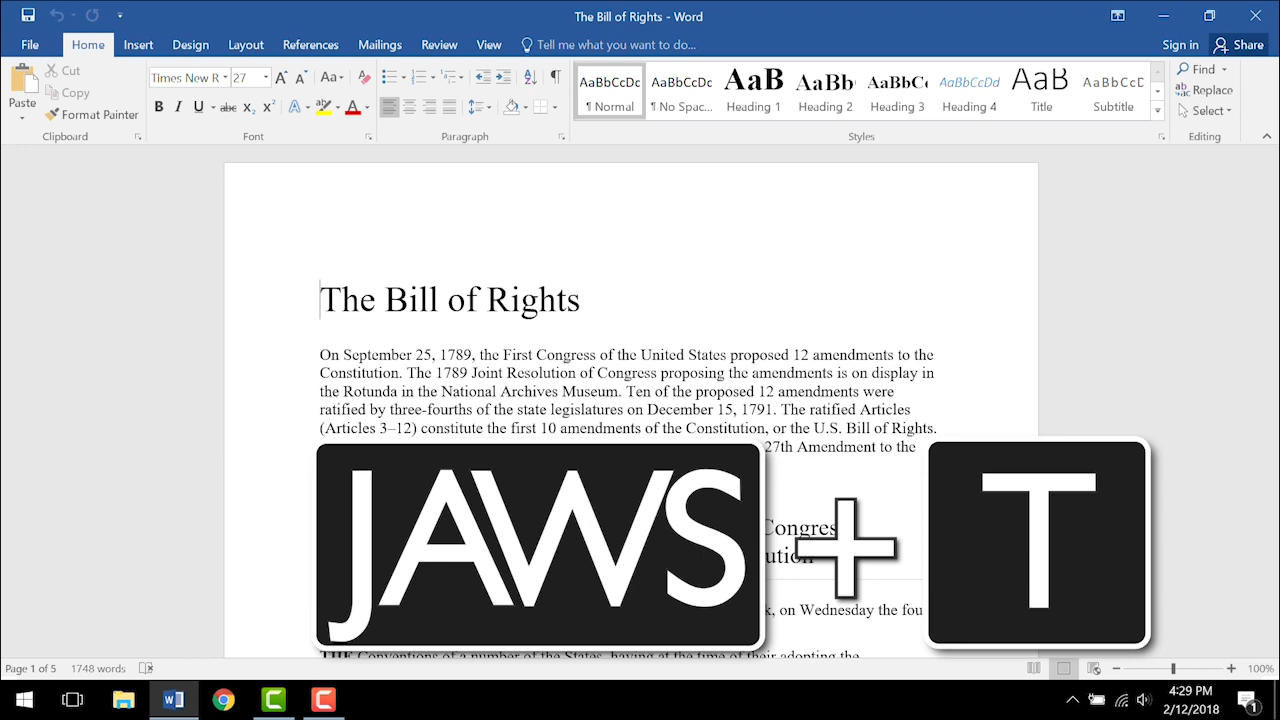 The Bill of Rights - Word
File Home Insert Design Layout References Mailings Review View Tell me what you want to do... Sign in Share
Paste
Cut
Copy
Format Painter
Clipboard
Times New R 27
Aa
B I U abc X₂ X² A A
Font
Paragraph
AaBbCcDc AaBbCcDc AaB AaBb AaBbC AaBbCcDd AaB AaBbCcD
¶ Normal ¶ No Spac... Heading 1 Heading 2 Heading 3 Heading 4 Title Subtitle
Styles
Find
Replace
Select
Editing
The Bill of Rights
On September 25, 1789, the First Congress of the United States proposed 12 amendments to the
Constitution. The 1789 Joint Resolution of Congress proposing the amendments is on display in
the Rotunda in the National Archives Museum. Ten of the proposed 12 amendments were
ratified by three-fourths of the state legislatures on December 15, 1791. The ratified Articles
(Articles 3–12) constitute the first 10 amendments of the Constitution, or the U.S. Bill of Rights.
27th Amendment to the
JAWS + T
on Wednesday the fou
THE Conventions of a number of the States, having at the time of their adopting the
Page 1 of 5 1748 words 100%
4:29 PM
2/12/2018
1